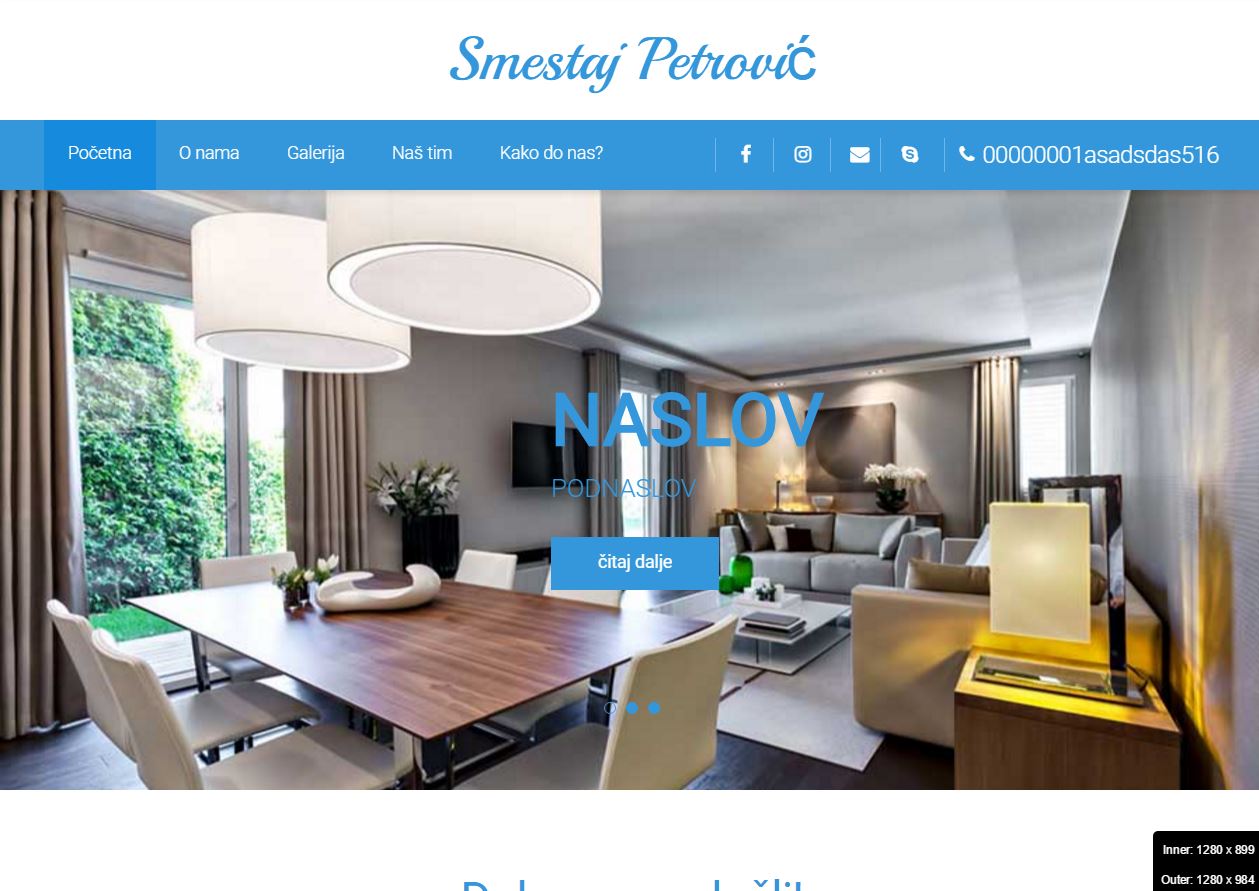 Smestaj Petrović
Početna O nama Galerija Naš tim Kako do nas? 00000001asadsdas516
NASLOV
PODNASLOV
čitaj dalje
Inner: 1280 x 899
Outer: 1280 x 984